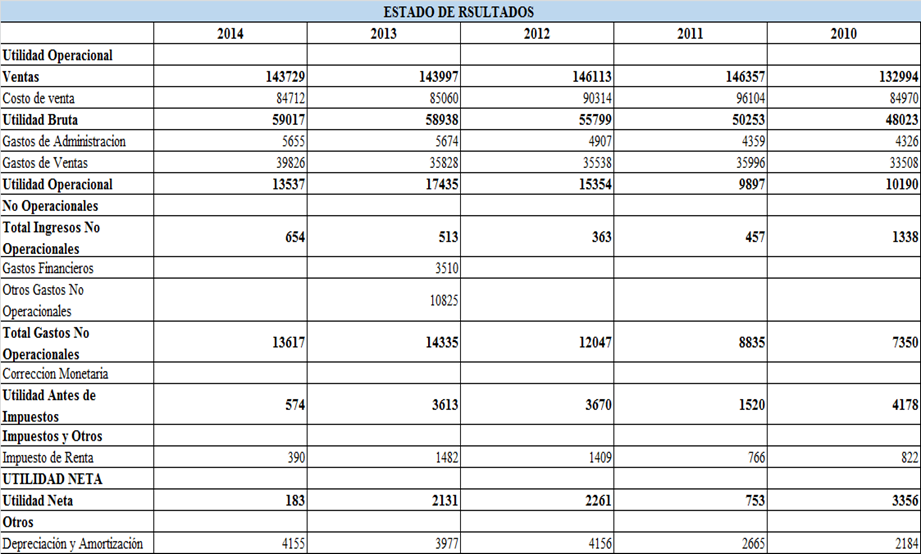 ESTADO DE RSULTADOS
2014 2013 2012 2011 2010
Utilidad Operacional
Ventas 143729 143997 146113 146357 132994
Costo de venta 84712 85060 90314 96104 84970
Utilidad Bruta 59017 58938 55799 50253 48023
Gastos de Administracion 5655 5674 4907 4359 4326
Gastos de Ventas 39826 35828 35538 35996 33508
Utilidad Operacional 13537 17435 15354 9897 10190
No Operacionales
Total Ingresos No
Operacionales 654 513 363 457 1338
Gastos Financieros 3510
Otros Gastos No
Operacionales 10825
Total Gastos No
Operacionales 13617 14335 12047 8835 7350
Correccion Monetaria
Utilidad Antes de
Impuestos 574 3613 3670 1520 4178
Impuestos y Otros
Impuesto de Renta 390 1482 1409 766 822
UTILIDAD NETA
Utilidad Neta 183 2131 2261 753 3356
Otros
Depreciación y Amortización 4155 3977 4156 2665 2184